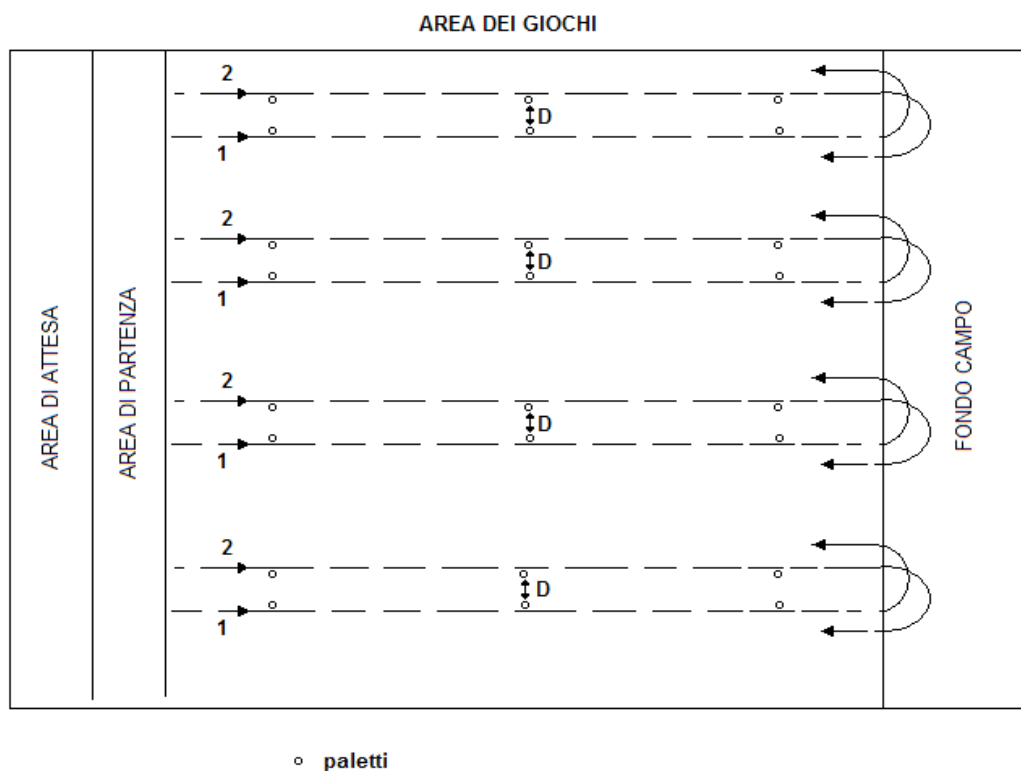 AREA DEI GIOCHI
2
D
1
2
D
1
2
D
1
2
D
1
AREA DI ATTESA
AREA DI PARTENZA
FONDO CAMPO
paletti